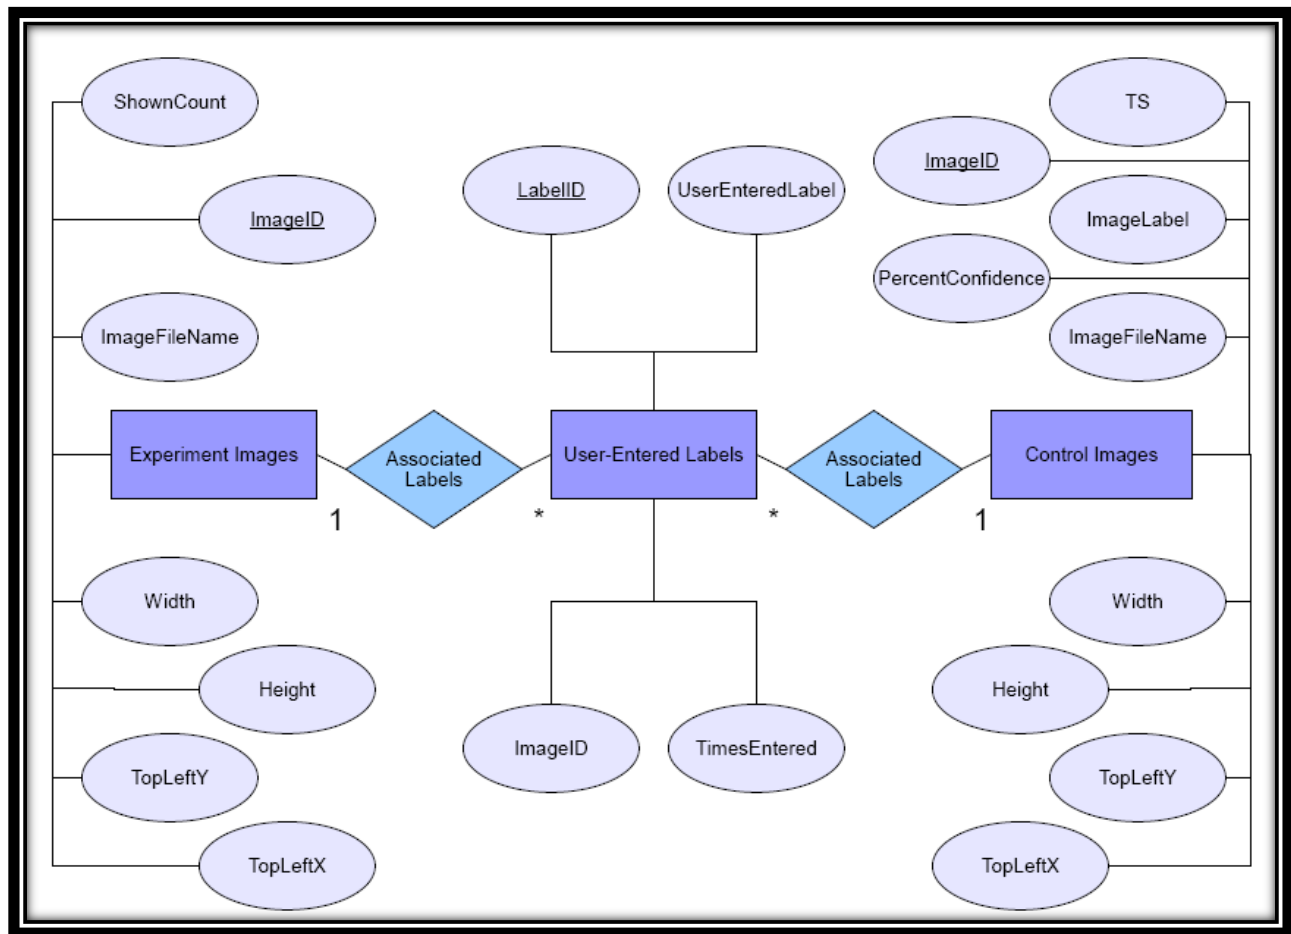 ShownCount
TS
ImageID
LabelID
UserEnteredLabel
ImageID
ImageLabel
PercentConfidence
ImageFileName
ImageFileName
Experiment Images
Associated
Labels
User-Entered Labels
Associated
Labels
Control Images
1
*
*
1
Width
Width
Height
Height
ImageID
TimesEntered
TopLeftY
TopLeftY
TopLeftX
TopLeftX